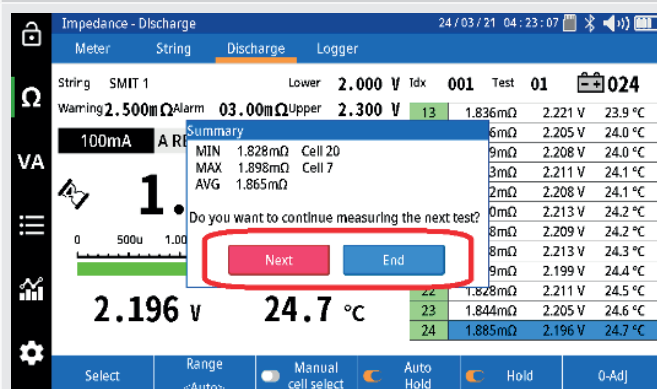 Impedance - Discharge 24/03/21 04:23:07
Meter String Discharge Logger
String SMIT 1 Lower 2.000 V Idx 001 Test 01 024
Warning 2.500mΩ Alarm 03.00mΩ Upper 2.300 V
13 1.836mΩ 2.221 V 23.9 °C
100mA A
2.205 V 24.0 °C
Summary
MIN 1.828mΩ Cell 20
MAX 1.898mΩ Cell 7
AVG 1.865mΩ
2.208 V 24.0 °C
2.211 V 24.1 °C
2.208 V 24.1 °C
2.213 V 24.2 °C
Do you want to continue measuring the next test?
2.209 V 24.2 °C
2.213 V 24.3 °C
2.199 V 24.4 °C
Next End
0 500u 1.00
22 1.828mΩ 2.211 V 24.5 °C
23 1.844mΩ 2.205 V 24.6 °C
24 1.885mΩ 2.196 V 24.7 °C
2.196 V 24.7 °C
Ω
VA
Select
Range
<Auto>
Manual
cell select
Auto
Hold
Hold
0-Adj